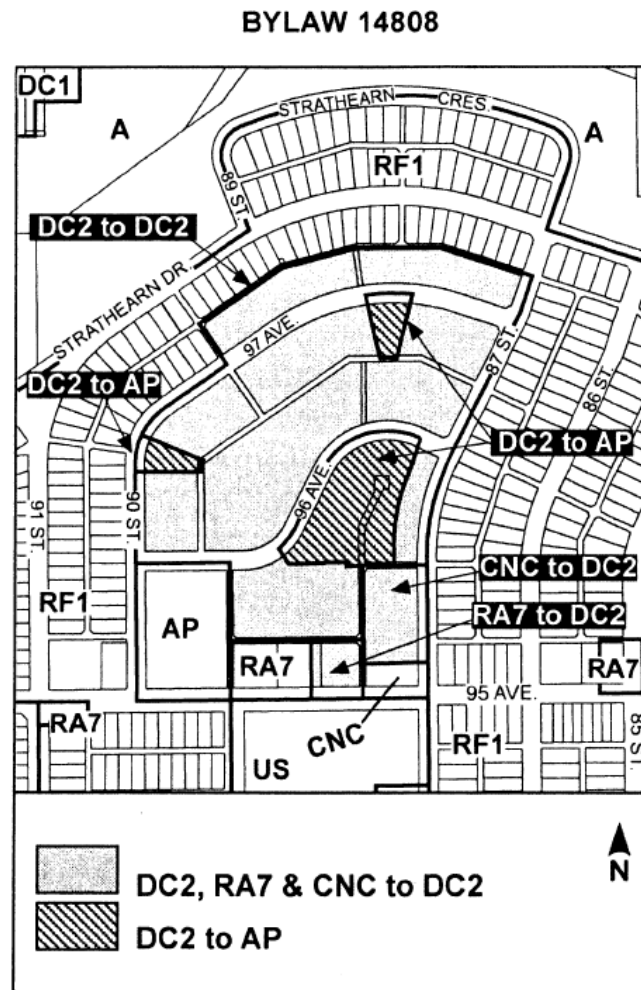 BYLAW 14808
DC1
A
STRATHEARN CRES.
A
RF1
89 ST.
DC2 to DC2
STRATHEARN DR.
97 AVE.
87 ST.
86 ST.
DC2 to AP
DC2 to AP
96 AVE.
91 ST.
90 ST.
CNC to DC2
RF1
AP
RA7 to DC2
RA7
RA7
95 AVE.
RA7
CNC
RF1
85 ST.
US
N
DC2, RA7 & CNC to DC2
DC2 to AP